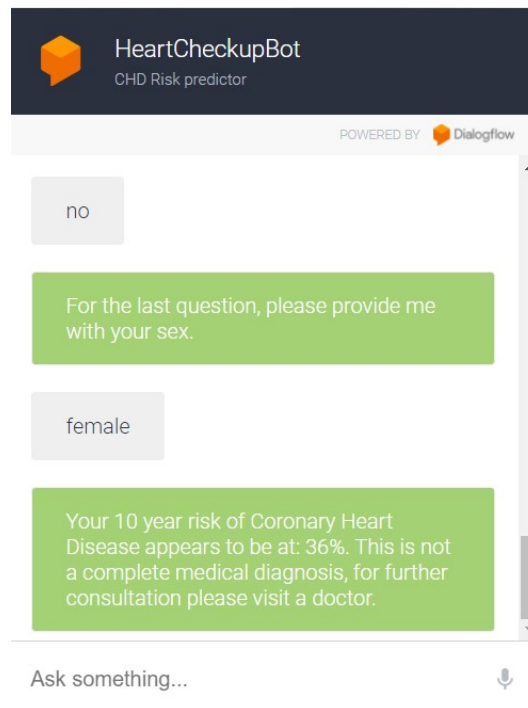 HeartCheckupBot
CHD Risk predictor
POWERED BY Dialogflow
no
For the last question, please provide me
with your sex.
female
Your 10 year risk of Coronary Heart
Disease appears to be at: 36%. This is not
a complete medical diagnosis, for further
consultation please visit a doctor.
Ask something...